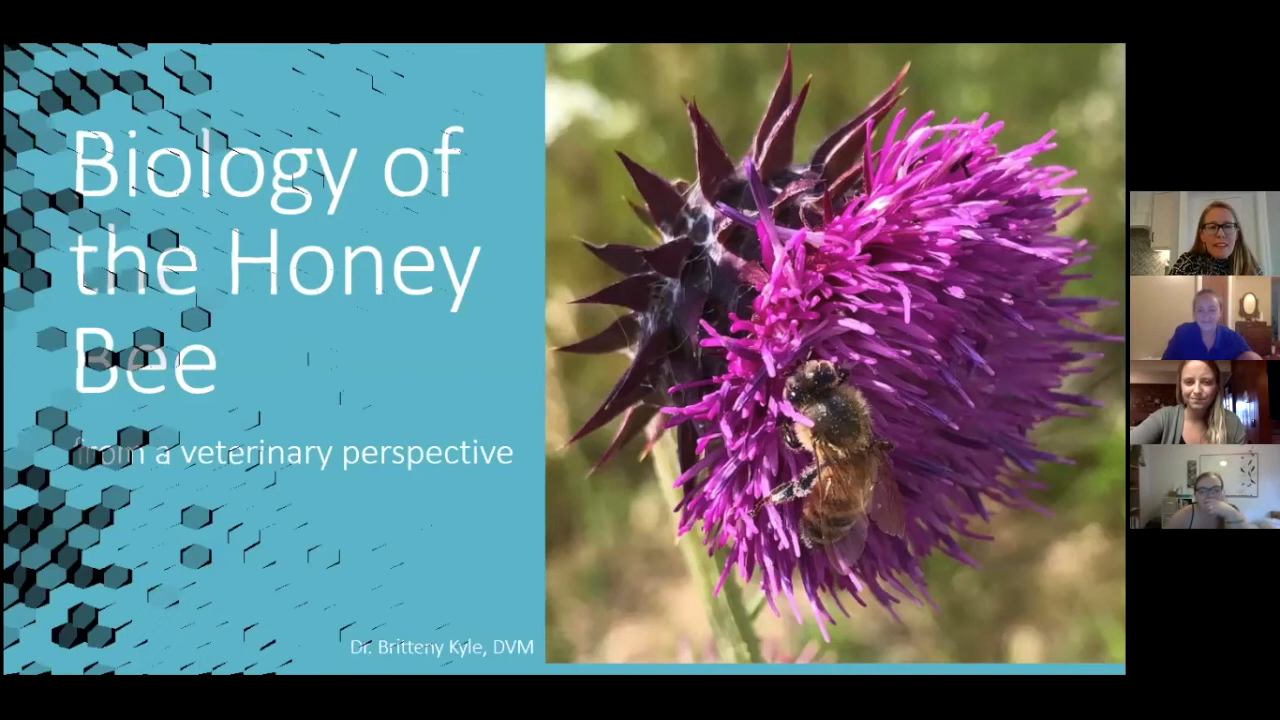 Biology of
the Honey
Bee
from a veterinary perspective
Dr. Britteny Kyle, DVM